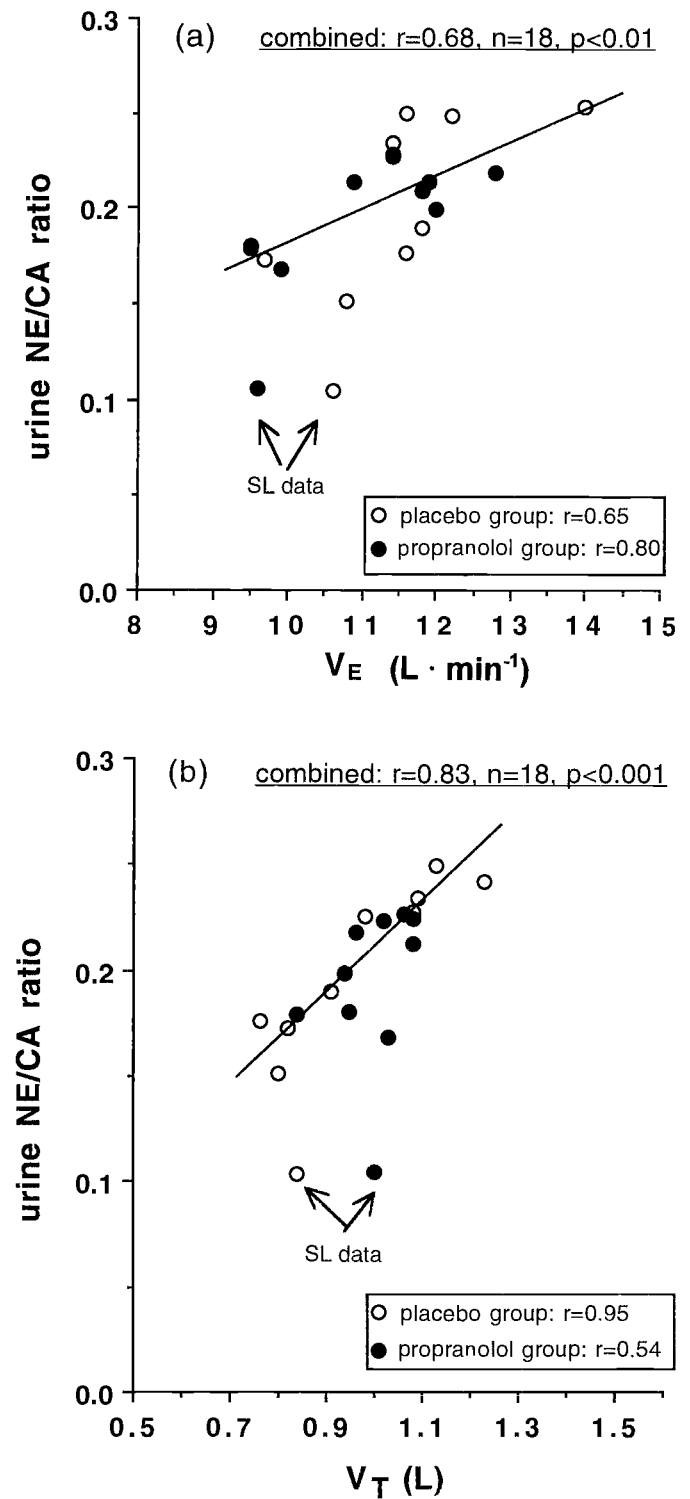 (a)
combined: r=0.68, n=18, p<0.01
0.3
0.2
0.1
0.0
urine NE/CA ratio
SL data
placebo group: r=0.65
propranolol group: r=0.80
8 9 10 11 12 13 14 15
VE (L · min-1)
(b)
combined: r=0.83, n=18, p<0.001
0.3
0.2
0.1
0.0
urine NE/CA ratio
SL data
placebo group: r=0.95
propranolol group: r=0.54
0.5 0.7 0.9 1.1 1.3 1.5
VT (L)